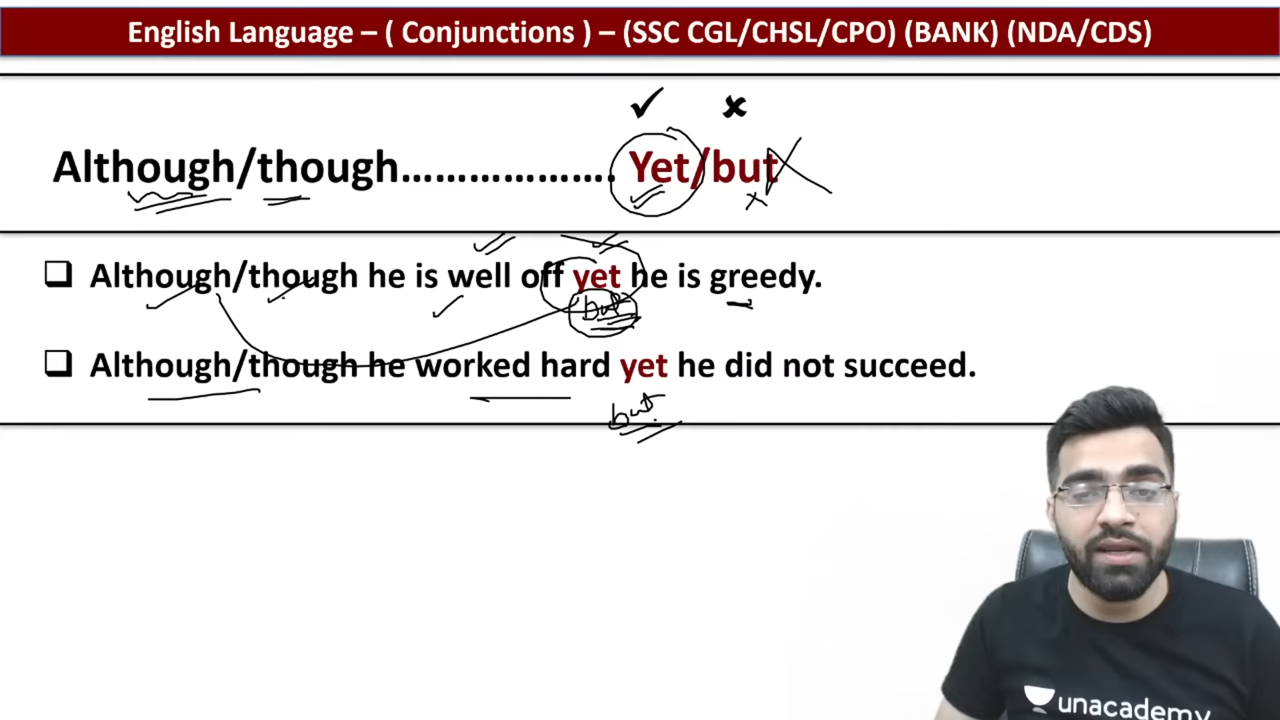 English Language – ( Conjunctions ) – (SSC CGL/CHSL/CPO) (BANK) (NDA/CDS)
Although/though.................... Yet/but
Although/though he is well off yet he is greedy.
but
Although/though he worked hard yet he did not succeed.
but
unacademy